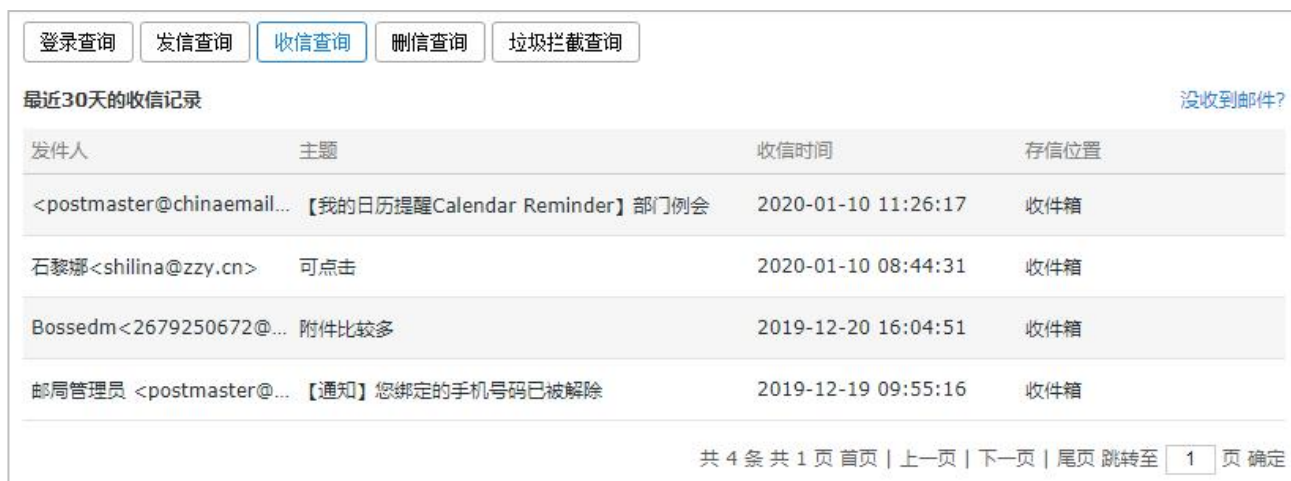 登录查询 发信查询 收信查询 删信查询 垃圾拦截查询
最近30天的收信记录 没收到邮件?
发件人 主题 收信时间 存信位置
<postmaster@chinaemail... 【我的日历提醒Calendar Reminder】部门例会 2020-01-10 11:26:17 收件箱
石黎娜<shilina@zzy.cn> 可点击 2020-01-10 08:44:31 收件箱
Bossedm<2679250672@... 附件比较多 2019-12-20 16:04:51 收件箱
邮局管理员 <postmaster@... 【通知】您绑定的手机号码已被解除 2019-12-19 09:55:16 收件箱
共 4 条 共 1 页 首页 | 上一页 | 下一页 | 尾页 跳转至 1 页 确定